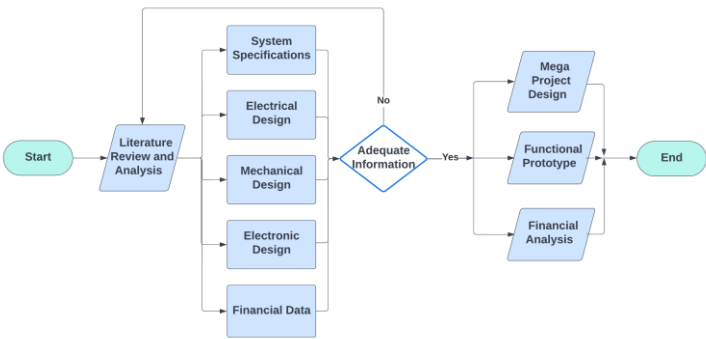 Start
Literature
Review and
Analysis
System
Specifications
Electrical
Design
Mechanical
Design
Electronic
Design
Financial Data
No
Adequate
Information
Yes
Mega
Project
Design
Functional
Prototype
Financial
Analysis
End